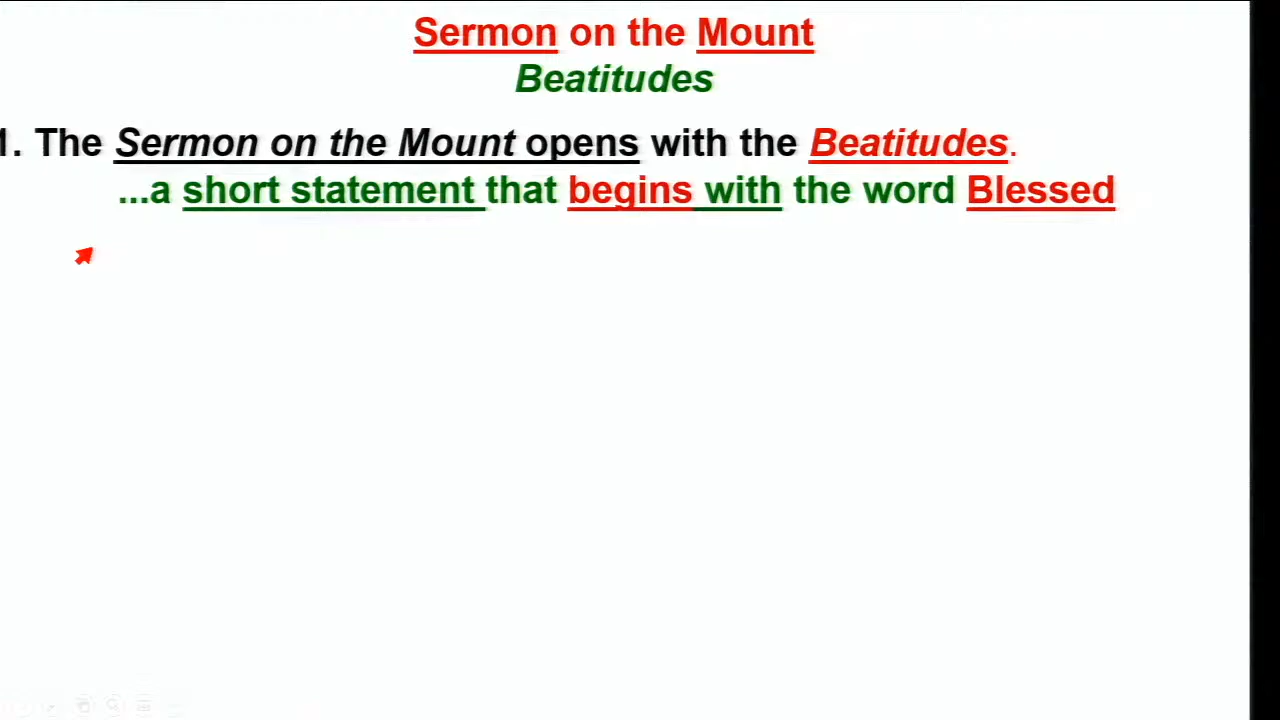 Sermon on the Mount
Beatitudes
1. The Sermon on the Mount opens with the Beatitudes.
...a short statement that begins with the word Blessed